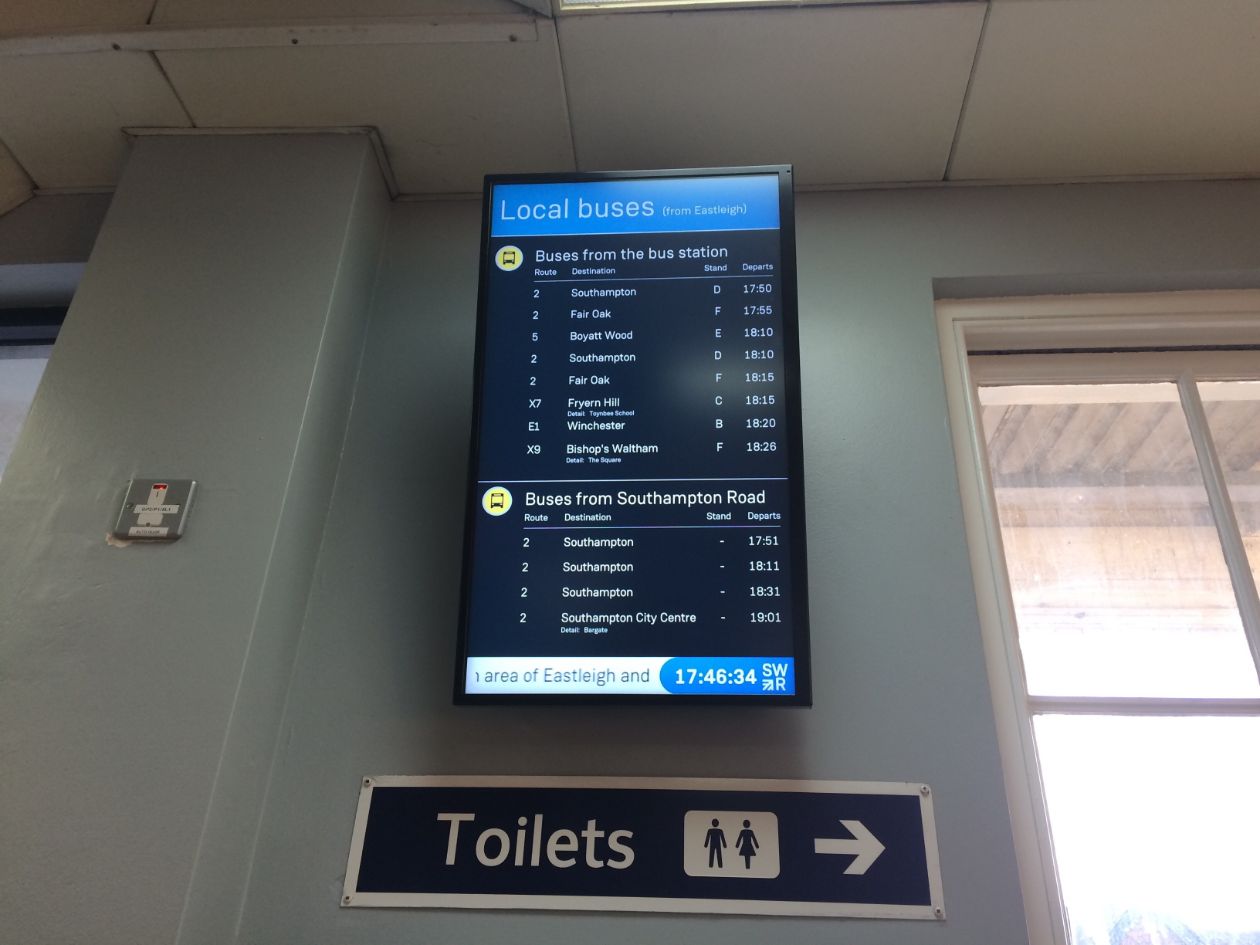 Local buses (from Eastleigh)
Buses from the bus station
Route Destination Stand Departs
2 Southampton D 17:50
2 Fair Oak F 17:55
5 Boyatt Wood E 18:10
2 Southampton D 18:10
2 Fair Oak F 18:15
X7 Fryern Hill C 18:15
Detail: Toynbee School
E1 Winchester B 18:20
X9 Bishop's Waltham F 18:26
Detail: The Square
Buses from Southampton Road
Route Destination Stand Departs
2 Southampton - 17:51
2 Southampton - 18:11
2 Southampton - 18:31
2 Southampton City Centre - 19:01
Detail: Bargate
area of Eastleigh and 17:46:34 SWR
Toilets